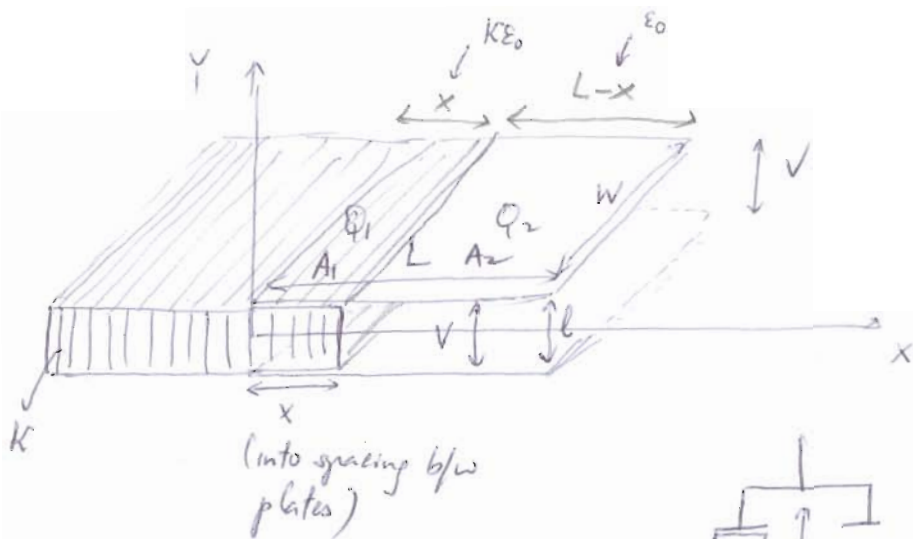 Kε₀
ε₀
Y
x
L-x
V
W
Q₁
Q₂
A₁
L
A₂
V
l
X
K
x
(into spacing b/w
plates)